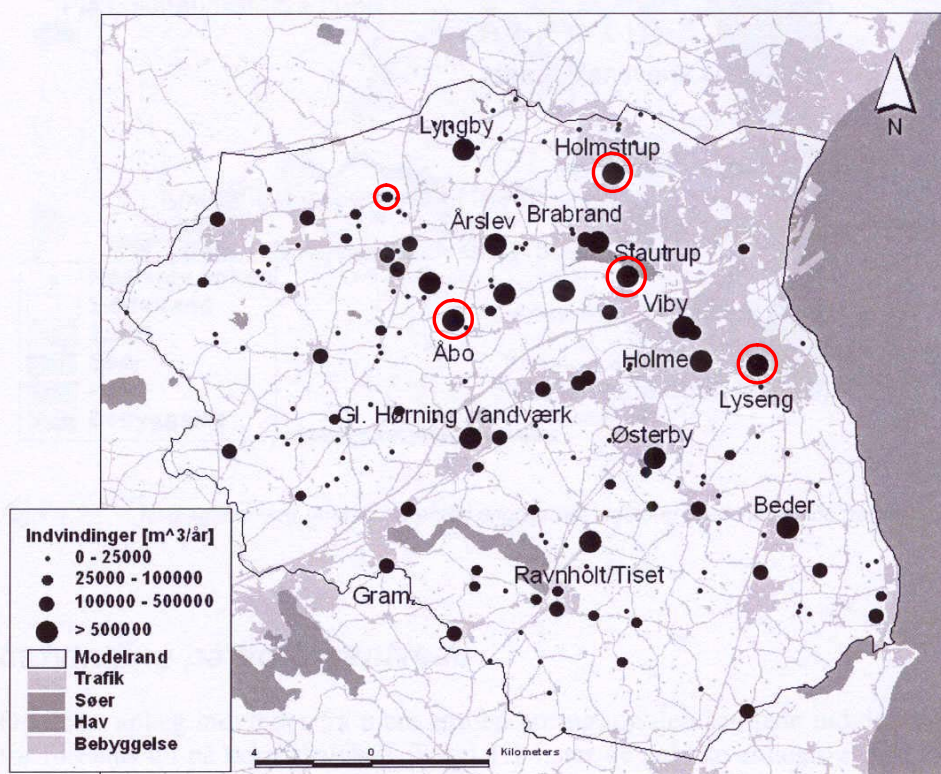 N
Lyngby
Holmstrup
Brabrand
Årslev
Stautrup
Viby
Åbo
Holme
Lyseng
Gl. Hørning Vandværk
Østerby
Beder
Ravnholt/Tiset
Gram
Indvindinger [m^3/år]
0 - 25000
25000 - 100000
100000 - 500000
> 500000
Modelrand
Trafik
Søer
Hav
Bebyggelse
4 0 4 Kilometers